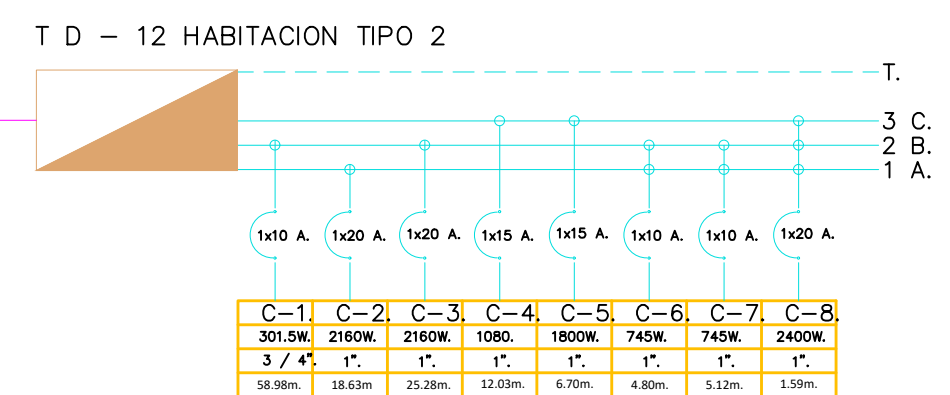 T D - 12 HABITACION TIPO 2
T.
3 C.
2 B.
1 A.
1x10 A. 1x20 A. 1x20 A. 1x15 A. 1x15 A. 1x10 A. 1x10 A. 1x20 A.
C-1. C-2. C-3. C-4. C-5. C-6. C-7. C-8.
301.5W. 2160W. 2160W. 1080. 1800W. 745W. 745W. 2400W.
3 / 4". 1". 1". 1". 1". 1". 1". 1".
58.98m. 18.63m 25.28m. 12.03m. 6.70m. 4.80m. 5.12m. 1.59m.